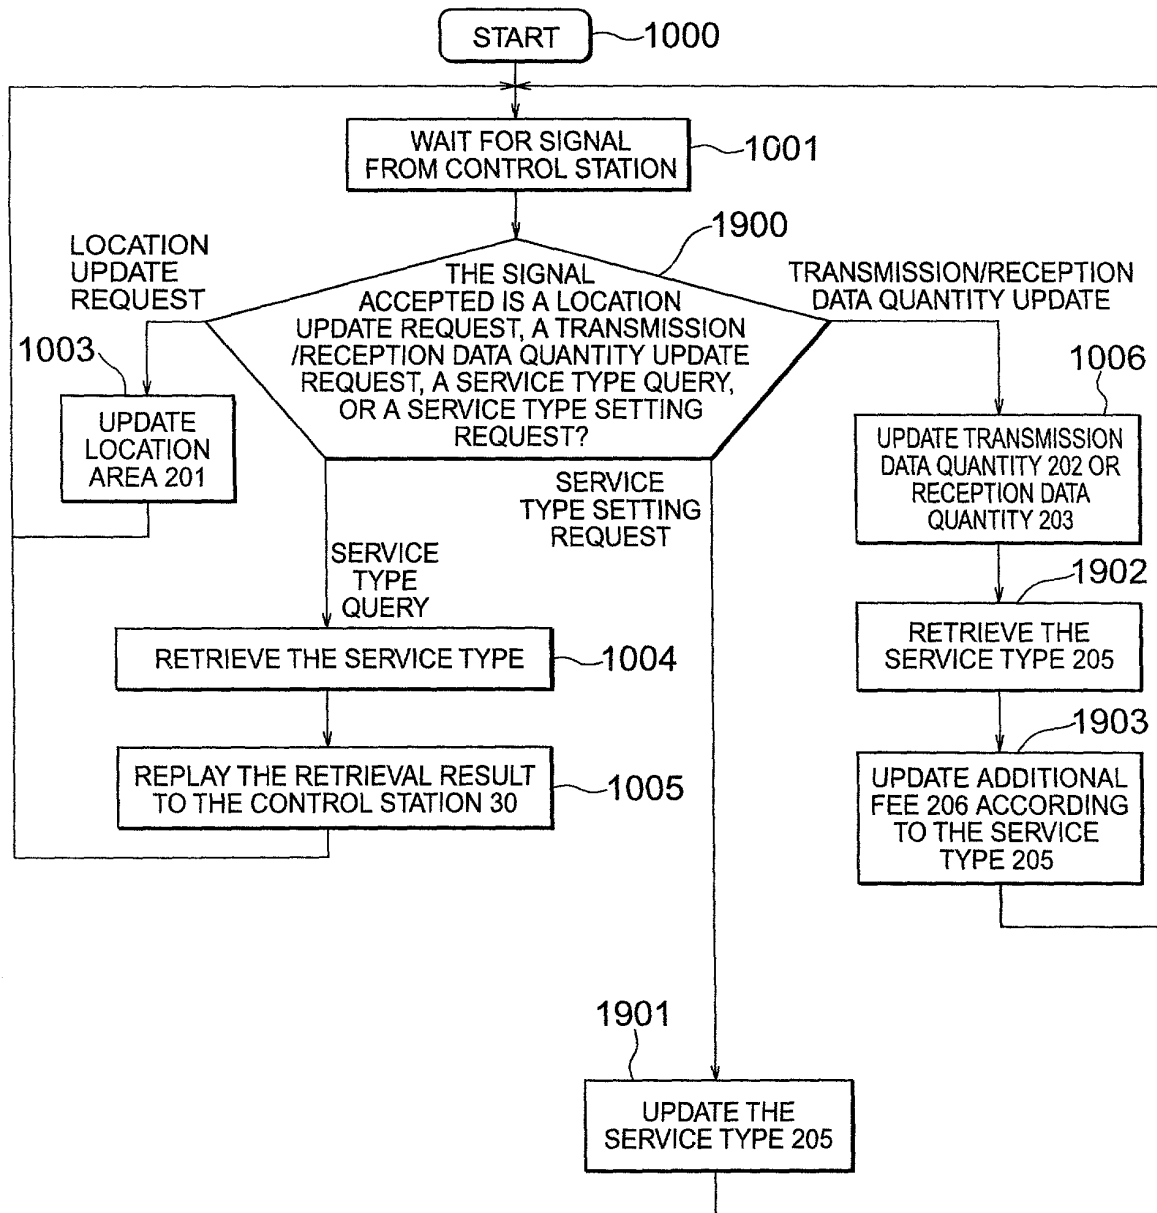 START
1000
WAIT FOR SIGNAL
FROM CONTROL STATION
1001
1900
LOCATION
UPDATE
REQUEST
THE SIGNAL
ACCEPTED IS A LOCATION
UPDATE REQUEST, A TRANSMISSION
/RECEPTION DATA QUANTITY UPDATE
REQUEST, A SERVICE TYPE QUERY,
OR A SERVICE TYPE SETTING
REQUEST?
TRANSMISSION/RECEPTION
DATA QUANTITY UPDATE
1003
UPDATE
LOCATION
AREA 201
1006
UPDATE TRANSMISSION
DATA QUANTITY 202 OR
RECEPTION DATA
QUANTITY 203
SERVICE
TYPE SETTING
REQUEST
SERVICE
TYPE
QUERY
1902
RETRIEVE THE
SERVICE TYPE 205
RETRIEVE THE SERVICE TYPE
1004
1903
UPDATE ADDITIONAL
FEE 206 ACCORDING
TO THE SERVICE
TYPE 205
REPLAY THE RETRIEVAL RESULT
TO THE CONTROL STATION 30
1005
1901
UPDATE THE
SERVICE TYPE 205